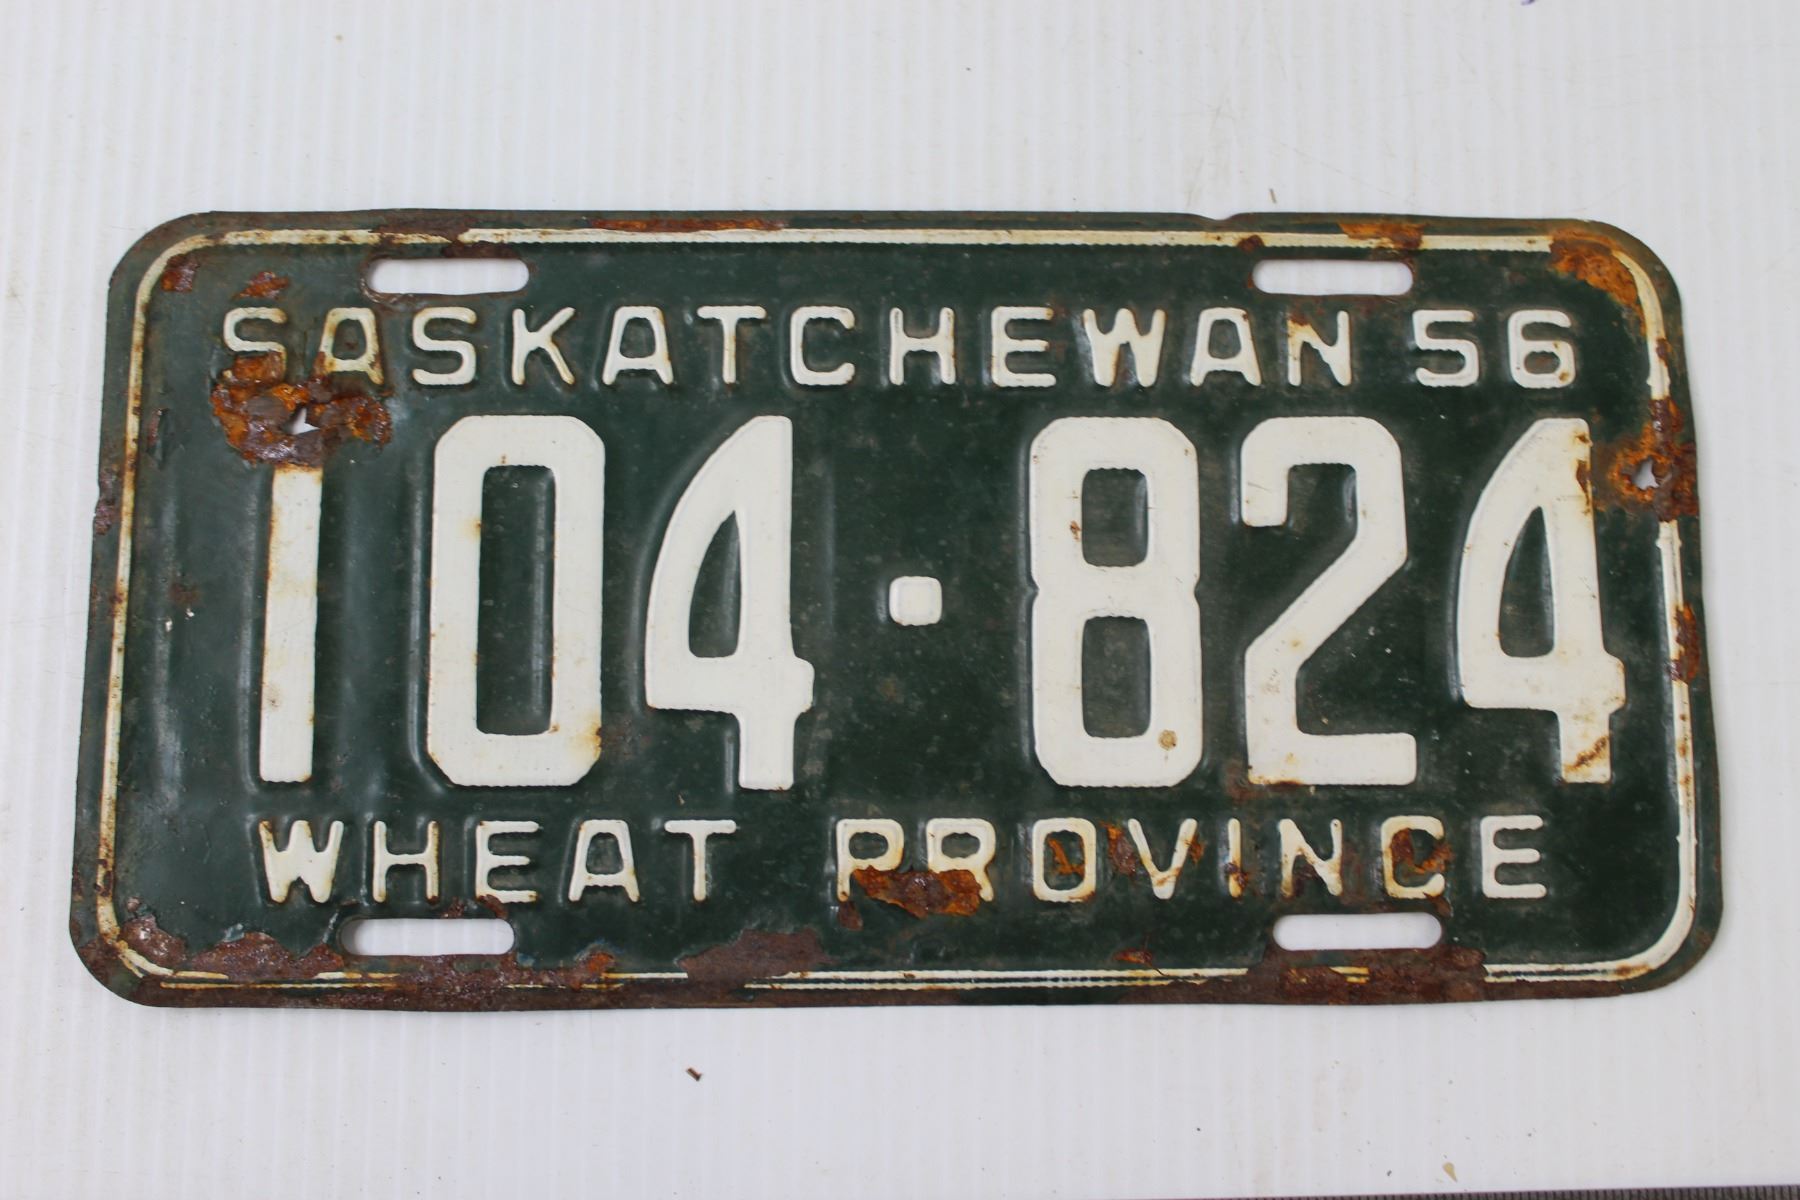 SASKATCHEWAN 56
104·824
WHEAT PROVINCE